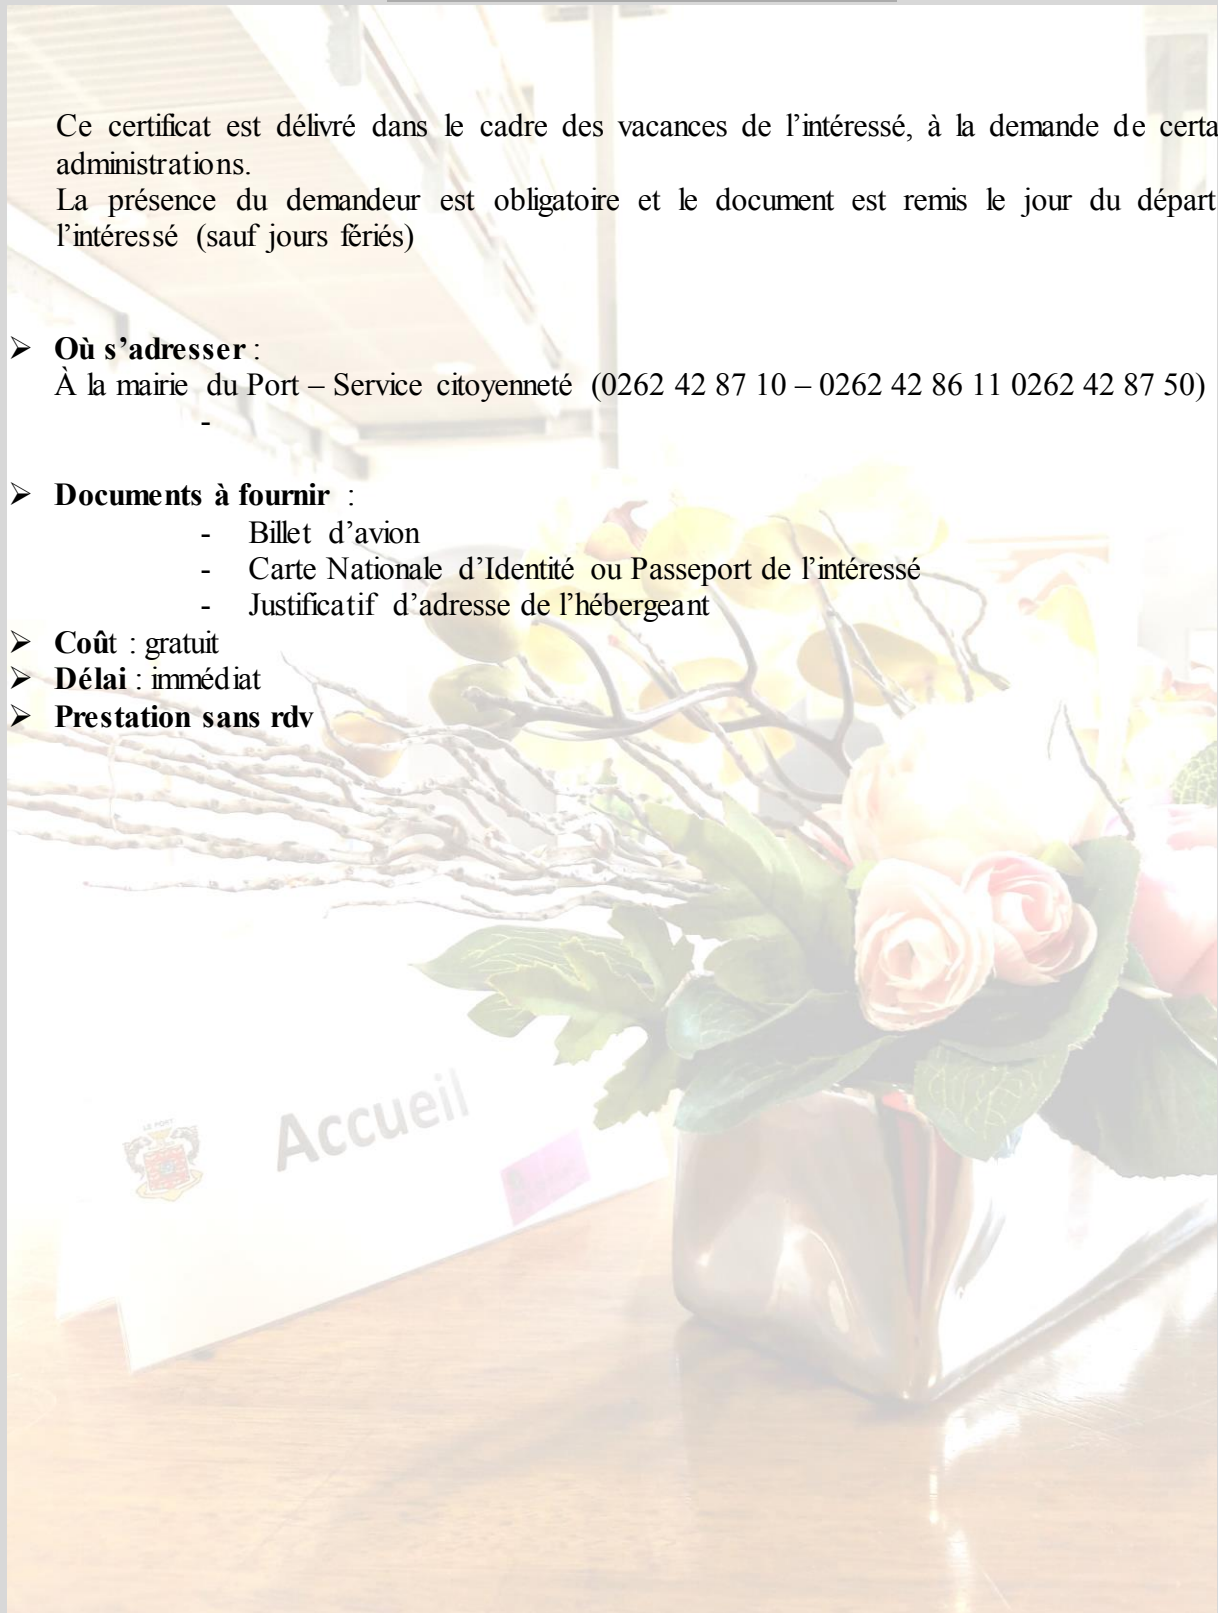 Ce certificat est délivré dans le cadre des vacances de l’intéressé, à la demande de certa
administrations.
La présence du demandeur est obligatoire et le document est remis le jour du départ
l’intéressé (sauf jours fériés)
➢ Où s’adresser :
À la mairie du Port – Service citoyenneté (0262 42 87 10 – 0262 42 86 11 0262 42 87 50)
-
➢ Documents à fournir :
- Billet d’avion
- Carte Nationale d’Identité ou Passeport de l’intéressé
- Justificatif d’adresse de l’hébergeant
➢ Coût : gratuit
➢ Délai : immédiat
➢ Prestation sans rdv
LE PORT
Accueil